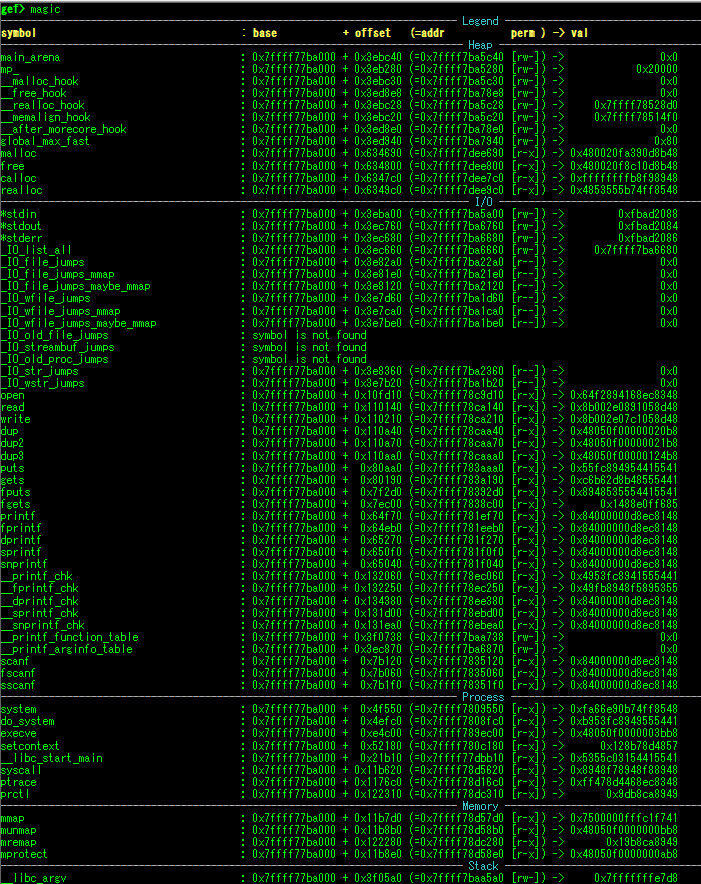 gef> magic
Legend
symbol : base + offset (=addr perm ) -> val
Heap
main_arena : 0x7ffff77ba000 + 0x3ebc40 (=0x7ffff7ba5c40 [rw-]) -> 0x0
mp_ : 0x7ffff77ba000 + 0x3eb280 (=0x7ffff7ba5280 [rw-]) -> 0x20000
__malloc_hook : 0x7ffff77ba000 + 0x3ebc30 (=0x7ffff7ba5c30 [rw-]) -> 0x0
__free_hook : 0x7ffff77ba000 + 0x3ed8e8 (=0x7ffff7ba78e8 [rw-]) -> 0x0
__realloc_hook : 0x7ffff77ba000 + 0x3ebc28 (=0x7ffff7ba5c28 [rw-]) -> 0x7ffff78528d0
__memalign_hook : 0x7ffff77ba000 + 0x3ebc20 (=0x7ffff7ba5c20 [rw-]) -> 0x7ffff78514f0
__after_morecore_hook : 0x7ffff77ba000 + 0x3ed8e0 (=0x7ffff7ba78e0 [rw-]) -> 0x0
global_max_fast : 0x7ffff77ba000 + 0x3ed940 (=0x7ffff7ba7940 [rw-]) -> 0x80
malloc : 0x7ffff77ba000 + 0x634690 (=0x7ffff7dee690 [r-x]) -> 0x480020fa390d8b48
free : 0x7ffff77ba000 + 0x634800 (=0x7ffff7dee800 [r-x]) -> 0x480020f8c10d8b48
calloc : 0x7ffff77ba000 + 0x6347c0 (=0x7ffff7dee7c0 [r-x]) -> 0xffffffffb8f98948
realloc : 0x7ffff77ba000 + 0x6349c0 (=0x7ffff7dee9c0 [r-x]) -> 0x4853555b74ff8548
I/O
*stdin : 0x7ffff77ba000 + 0x3eba00 (=0x7ffff7ba5a00 [rw-]) -> 0xfbad2088
*stdout : 0x7ffff77ba000 + 0x3ec760 (=0x7ffff7ba6760 [rw-]) -> 0xfbad2084
*stderr : 0x7ffff77ba000 + 0x3ec680 (=0x7ffff7ba6680 [rw-]) -> 0xfbad2086
_IO_list_all : 0x7ffff77ba000 + 0x3ec660 (=0x7ffff7ba6660 [rw-]) -> 0x7ffff7ba6680
_IO_file_jumps : 0x7ffff77ba000 + 0x3e82a0 (=0x7ffff7ba22a0 [r--]) -> 0x0
_IO_file_jumps_mmap : 0x7ffff77ba000 + 0x3e81e0 (=0x7ffff7ba21e0 [r--]) -> 0x0
_IO_file_jumps_maybe_mmap : 0x7ffff77ba000 + 0x3e8120 (=0x7ffff7ba2120 [r--]) -> 0x0
_IO_wfile_jumps : 0x7ffff77ba000 + 0x3e7d60 (=0x7ffff7ba1d60 [r--]) -> 0x0
_IO_wfile_jumps_mmap : 0x7ffff77ba000 + 0x3e7ca0 (=0x7ffff7ba1ca0 [r--]) -> 0x0
_IO_wfile_jumps_maybe_mmap : 0x7ffff77ba000 + 0x3e7be0 (=0x7ffff7ba1be0 [r--]) -> 0x0
_IO_old_file_jumps : symbol is not found
_IO_streambuf_jumps : symbol is not found
_IO_old_proc_jumps : symbol is not found
_IO_str_jumps : 0x7ffff77ba000 + 0x3e8360 (=0x7ffff7ba2360 [r--]) -> 0x0
_IO_wstr_jumps : 0x7ffff77ba000 + 0x3e7b20 (=0x7ffff7ba1b20 [r--]) -> 0x0
open : 0x7ffff77ba000 + 0x10fd10 (=0x7ffff78c9d10 [r-x]) -> 0x64f2894168ec8348
read : 0x7ffff77ba000 + 0x110140 (=0x7ffff78ca140 [r-x]) -> 0x8b002e0891058d48
write : 0x7ffff77ba000 + 0x110210 (=0x7ffff78ca210 [r-x]) -> 0x8b002e07c1058d48
dup : 0x7ffff77ba000 + 0x110a40 (=0x7ffff78caa40 [r-x]) -> 0x48050f00000020b8
dup2 : 0x7ffff77ba000 + 0x110a70 (=0x7ffff78caa70 [r-x]) -> 0x48050f00000021b8
dup3 : 0x7ffff77ba000 + 0x110aa0 (=0x7ffff78caaa0 [r-x]) -> 0x48050f00000124b8
puts : 0x7ffff77ba000 + 0x80aa0 (=0x7ffff783aaa0 [r-x]) -> 0x55fc894954415541
gets : 0x7ffff77ba000 + 0x80190 (=0x7ffff783a190 [r-x]) -> 0xc6b62d8b48555441
fputs : 0x7ffff77ba000 + 0x7f2d0 (=0x7ffff78392d0 [r-x]) -> 0x8948535554415541
fgets : 0x7ffff77ba000 + 0x7ec00 (=0x7ffff7838c00 [r-x]) -> 0x1488e0ff685
printf : 0x7ffff77ba000 + 0x64f70 (=0x7ffff781ef70 [r-x]) -> 0x84000000d8ec8148
fprintf : 0x7ffff77ba000 + 0x64eb0 (=0x7ffff781eeb0 [r-x]) -> 0x84000000d8ec8148
dprintf : 0x7ffff77ba000 + 0x65270 (=0x7ffff781f270 [r-x]) -> 0x84000000d8ec8148
sprintf : 0x7ffff77ba000 + 0x650f0 (=0x7ffff781f0f0 [r-x]) -> 0x84000000d8ec8148
snprintf : 0x7ffff77ba000 + 0x65040 (=0x7ffff781f040 [r-x]) -> 0x84000000d8ec8148
__printf_chk : 0x7ffff77ba000 + 0x132060 (=0x7ffff78ec060 [r-x]) -> 0x4953fc8941555441
__fprintf_chk : 0x7ffff77ba000 + 0x132250 (=0x7ffff78ec250 [r-x]) -> 0x49fb8948f5895355
__dprintf_chk : 0x7ffff77ba000 + 0x134380 (=0x7ffff78ee380 [r-x]) -> 0x84000000d8ec8148
__sprintf_chk : 0x7ffff77ba000 + 0x131d00 (=0x7ffff78ebd00 [r-x]) -> 0x84000000d8ec8148
__snprintf_chk : 0x7ffff77ba000 + 0x131ea0 (=0x7ffff78ebea0 [r-x]) -> 0x84000000d8ec8148
__printf_function_table : 0x7ffff77ba000 + 0x3f0738 (=0x7ffff7baa738 [rw-]) -> 0x0
__printf_arginfo_table : 0x7ffff77ba000 + 0x3ec870 (=0x7ffff7ba6870 [rw-]) -> 0x0
scanf : 0x7ffff77ba000 + 0x7b120 (=0x7ffff7835120 [r-x]) -> 0x84000000d8ec8148
fscanf : 0x7ffff77ba000 + 0x7b060 (=0x7ffff7835060 [r-x]) -> 0x84000000d8ec8148
sscanf : 0x7ffff77ba000 + 0x7b1f0 (=0x7ffff78351f0 [r-x]) -> 0x84000000d8ec8148
Process
system : 0x7ffff77ba000 + 0x4f550 (=0x7ffff7809550 [r-x]) -> 0xfa66e90b74ff8548
do_system : 0x7ffff77ba000 + 0x4efc0 (=0x7ffff7808fc0 [r-x]) -> 0xb953fc8949555441
execve : 0x7ffff77ba000 + 0xe4c00 (=0x7ffff789ec00 [r-x]) -> 0x48050f0000003bb8
setcontext : 0x7ffff77ba000 + 0x52180 (=0x7ffff780c180 [r-x]) -> 0x128b78d4857
__libc_start_main : 0x7ffff77ba000 + 0x21b10 (=0x7ffff77dbb10 [r-x]) -> 0x5355c03154415541
syscall : 0x7ffff77ba000 + 0x11b620 (=0x7ffff78d5620 [r-x]) -> 0x8948f78948f88948
ptrace : 0x7ffff77ba000 + 0x1176c0 (=0x7ffff78d16c0 [r-x]) -> 0xff478d4468ec8348
prctl : 0x7ffff77ba000 + 0x122310 (=0x7ffff78dc310 [r-x]) -> 0x9db8ca8949
Memory
mmap : 0x7ffff77ba000 + 0x11b7d0 (=0x7ffff78d57d0 [r-x]) -> 0x7500000fffc1f741
munmap : 0x7ffff77ba000 + 0x11b8b0 (=0x7ffff78d58b0 [r-x]) -> 0x48050f0000000bb8
mremap : 0x7ffff77ba000 + 0x122280 (=0x7ffff78dc280 [r-x]) -> 0x19b8ca8949
mprotect : 0x7ffff77ba000 + 0x11b8e0 (=0x7ffff78d58e0 [r-x]) -> 0x48050f0000000ab8
Stack
__libc_argv : 0x7ffff77ba000 + 0x3f05a0 (=0x7ffff7baa5a0 [rw-]) -> 0x7fffffffe7d8